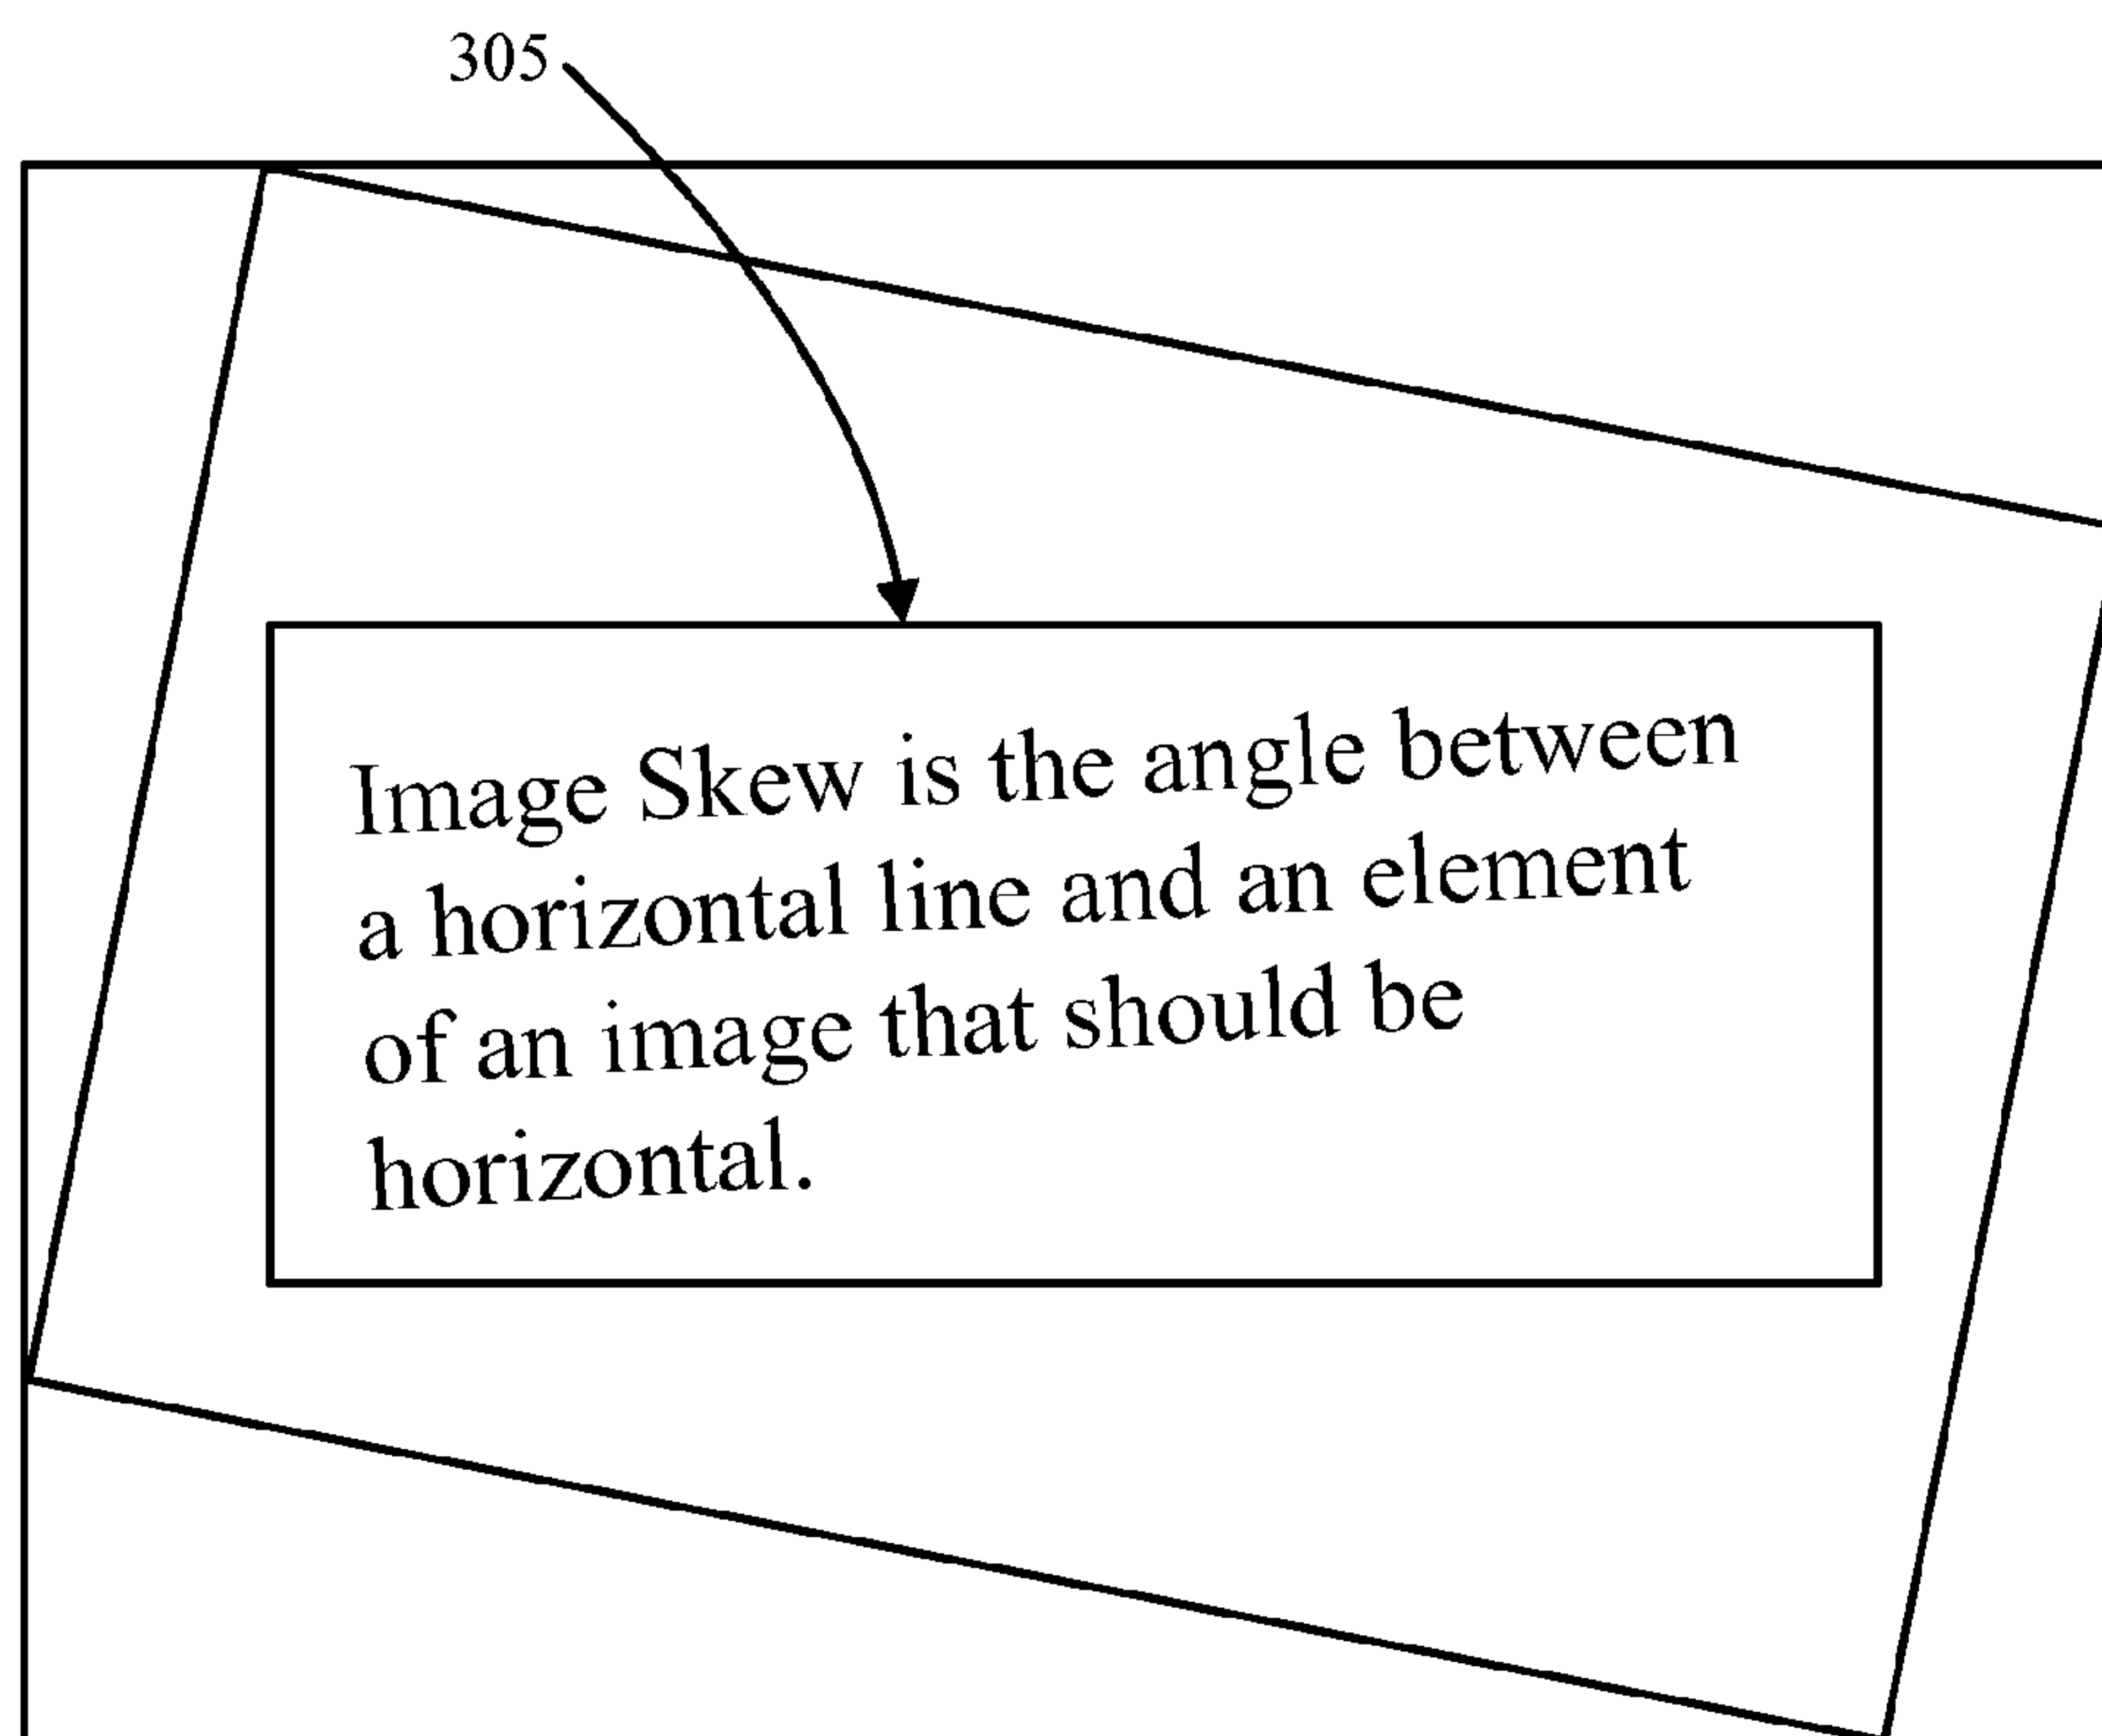 305
Image Skew is the angle between
a horizontal line and an element
of an image that should be
horizontal.